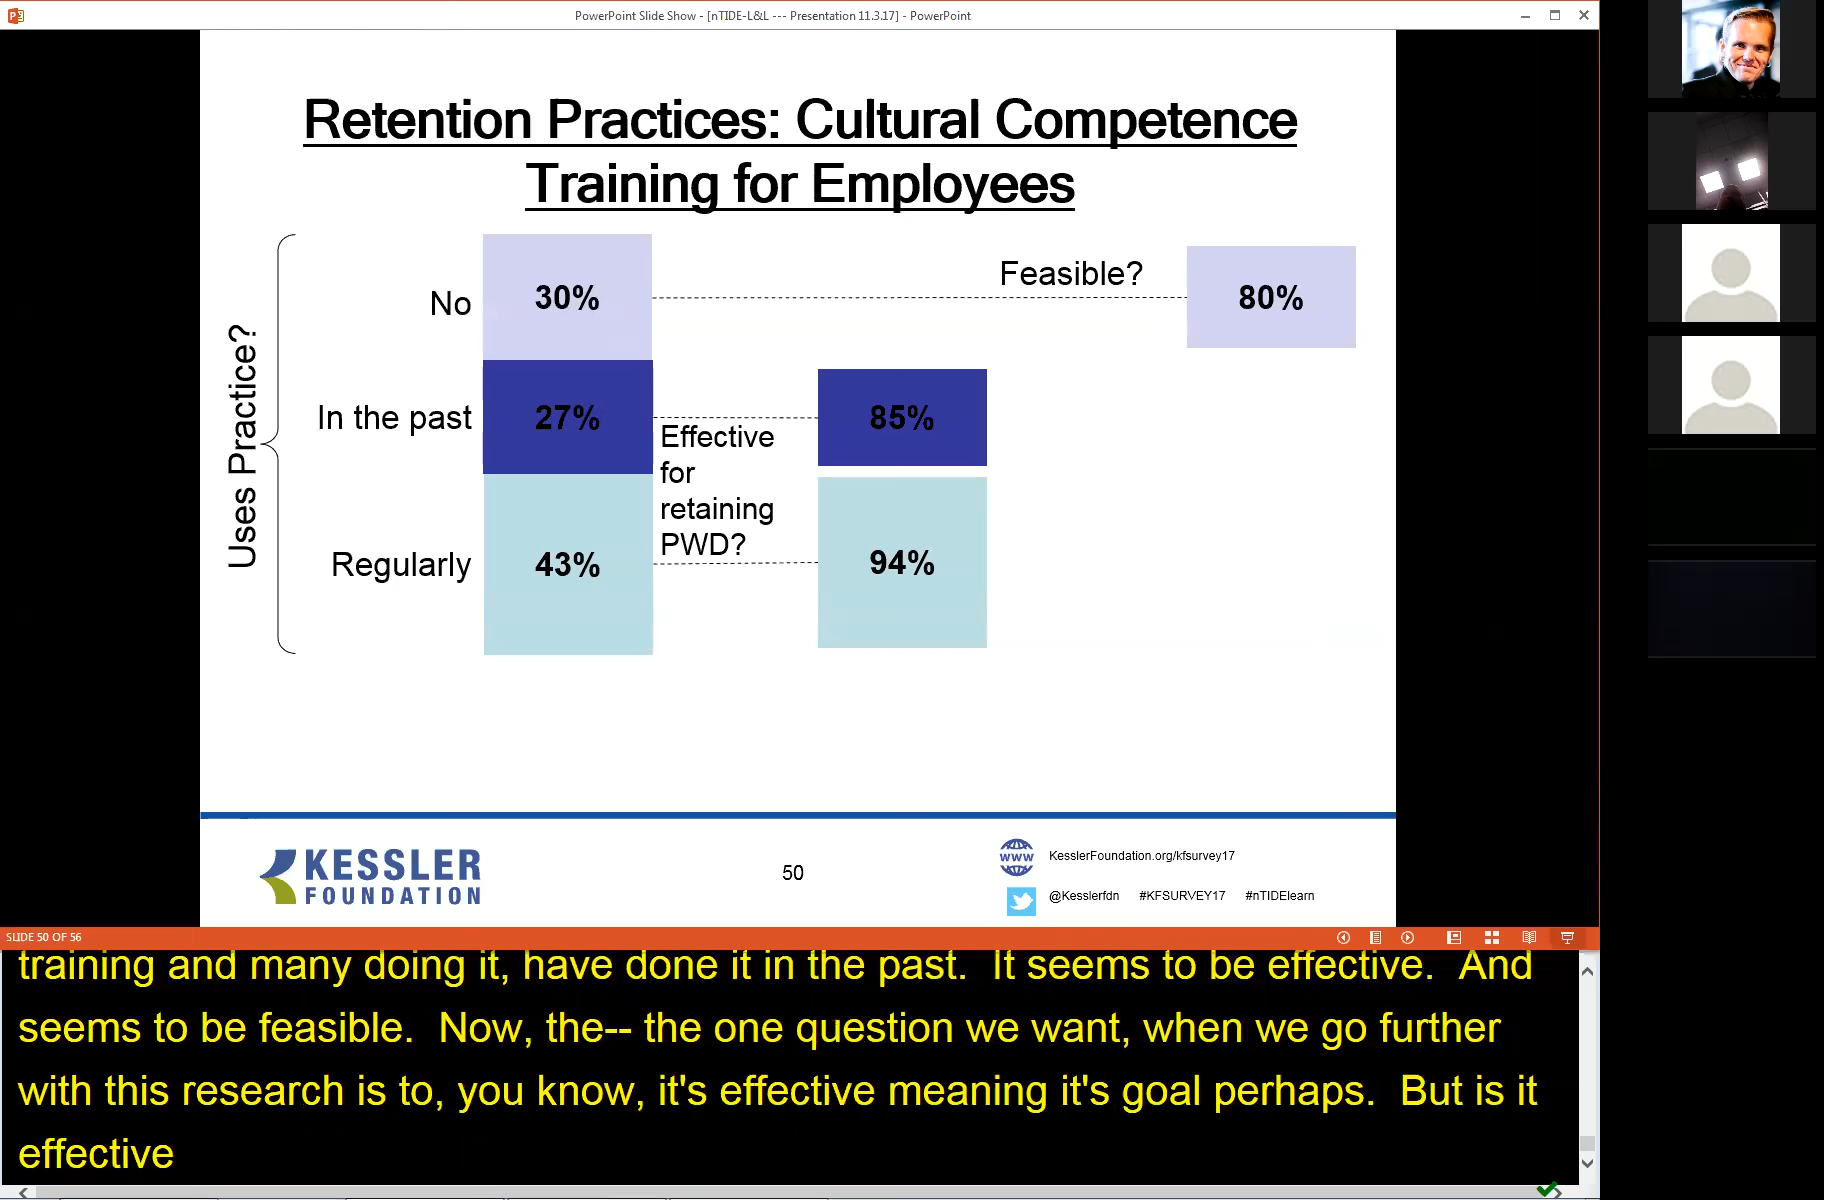 PowerPoint Slide Show - [nTIDE-L&L --- Presentation 11.3.17] - PowerPoint
Retention Practices: Cultural Competence
Training for Employees
Uses Practice?
No
30%
Feasible?
80%
In the past
27%
85%
Effective
for
retaining
PWD?
Regularly
43%
94%
KESSLER
FOUNDATION
50
www
KesslerFoundation.org/kfsurvey17
@Kesslerfdn #KFSURVEY17 #nTIDElearn
SLIDE 50 OF 56
training and many doing it, have done it in the past.  It seems to be effective.  And
seems to be feasible.  Now, the-- the one question we want, when we go further
with this research is to, you know, it's effective meaning it's goal perhaps.  But is it
effective